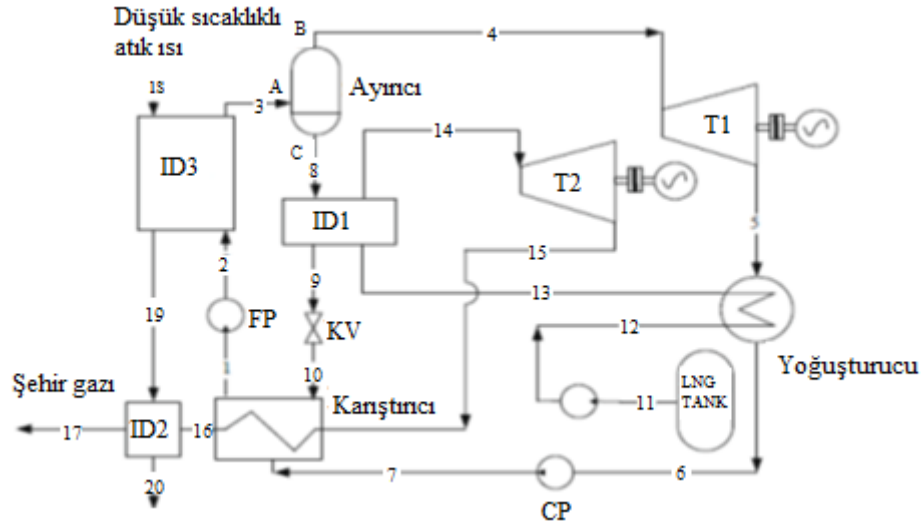 Düşük sıcaklıklı
atık ısı
B
4
18
A
3
Ayırıcı
T1
ID3
C
8
14
T2
ID1
5
15
2
9
13
19
FP
KV
12
Yoğuşturucu
1
10
Şehir gazı
Karıştırıcı
LNG
TANK
11
17
ID2
16
7
6
20
CP